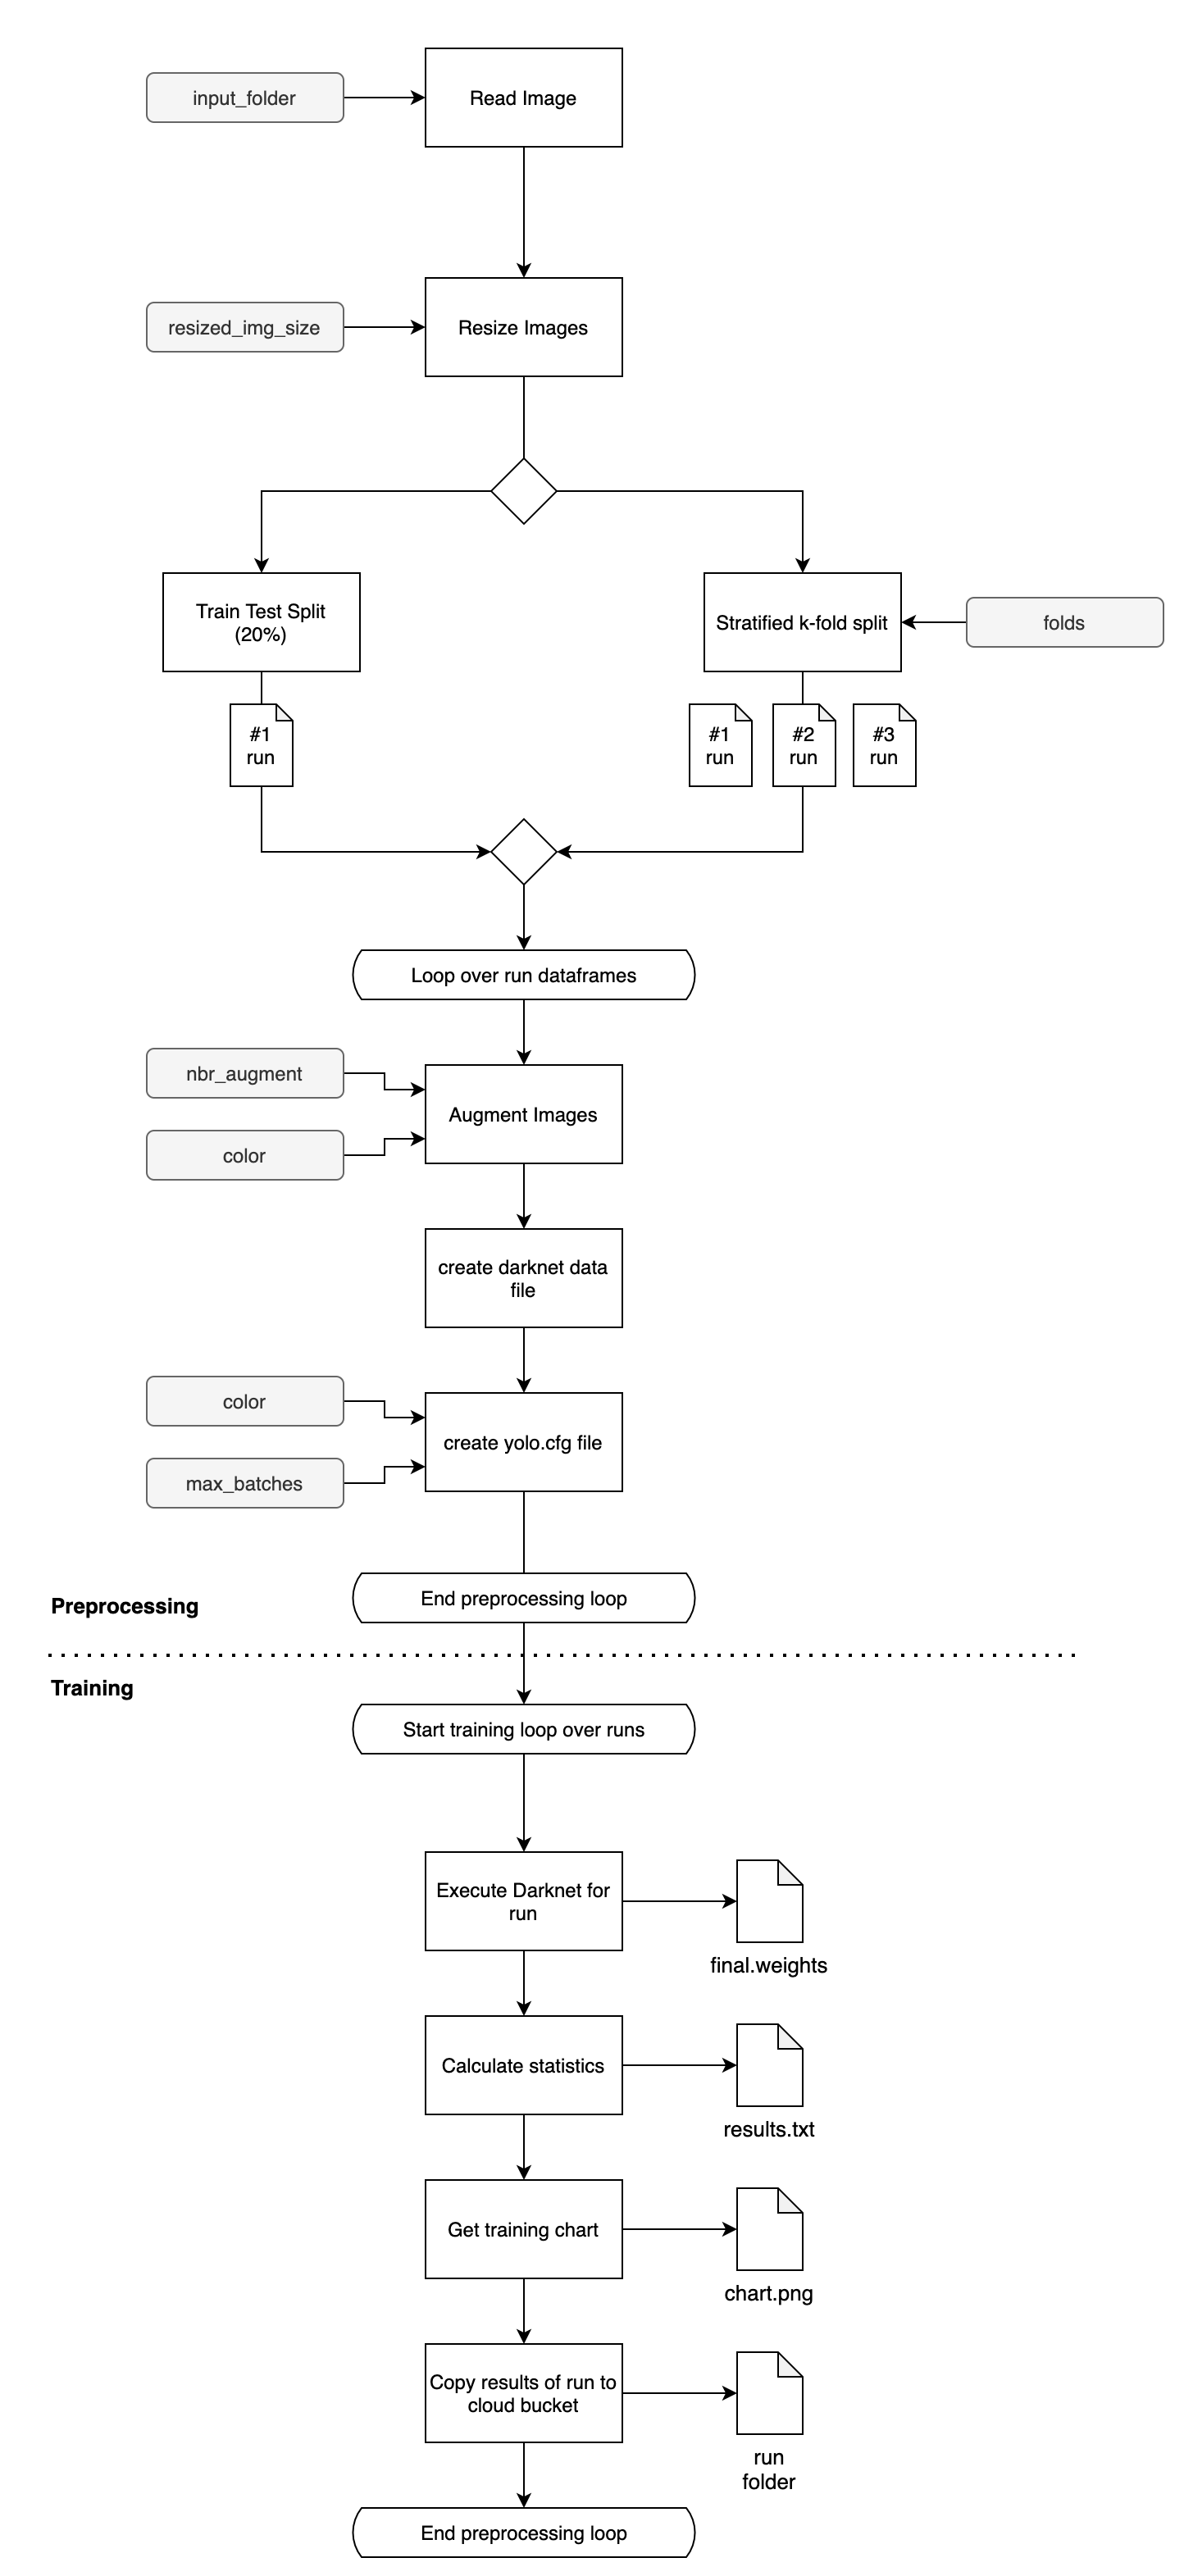 input_folder
Read Image
resized_img_size
Resize Images
Train Test Split
(20%)
Stratified k-fold split
folds
#1
run
#1
run
#2
run
#3
run
Loop over run dataframes
nbr_augment
color
Augment Images
create darknet data
file
color
max_batches
create yolo.cfg file
End preprocessing loop
Preprocessing
Training
Start training loop over runs
Execute Darknet for
run
final.weights
Calculate statistics
results.txt
Get training chart
chart.png
Copy results of run to
cloud bucket
run
folder
End preprocessing loop